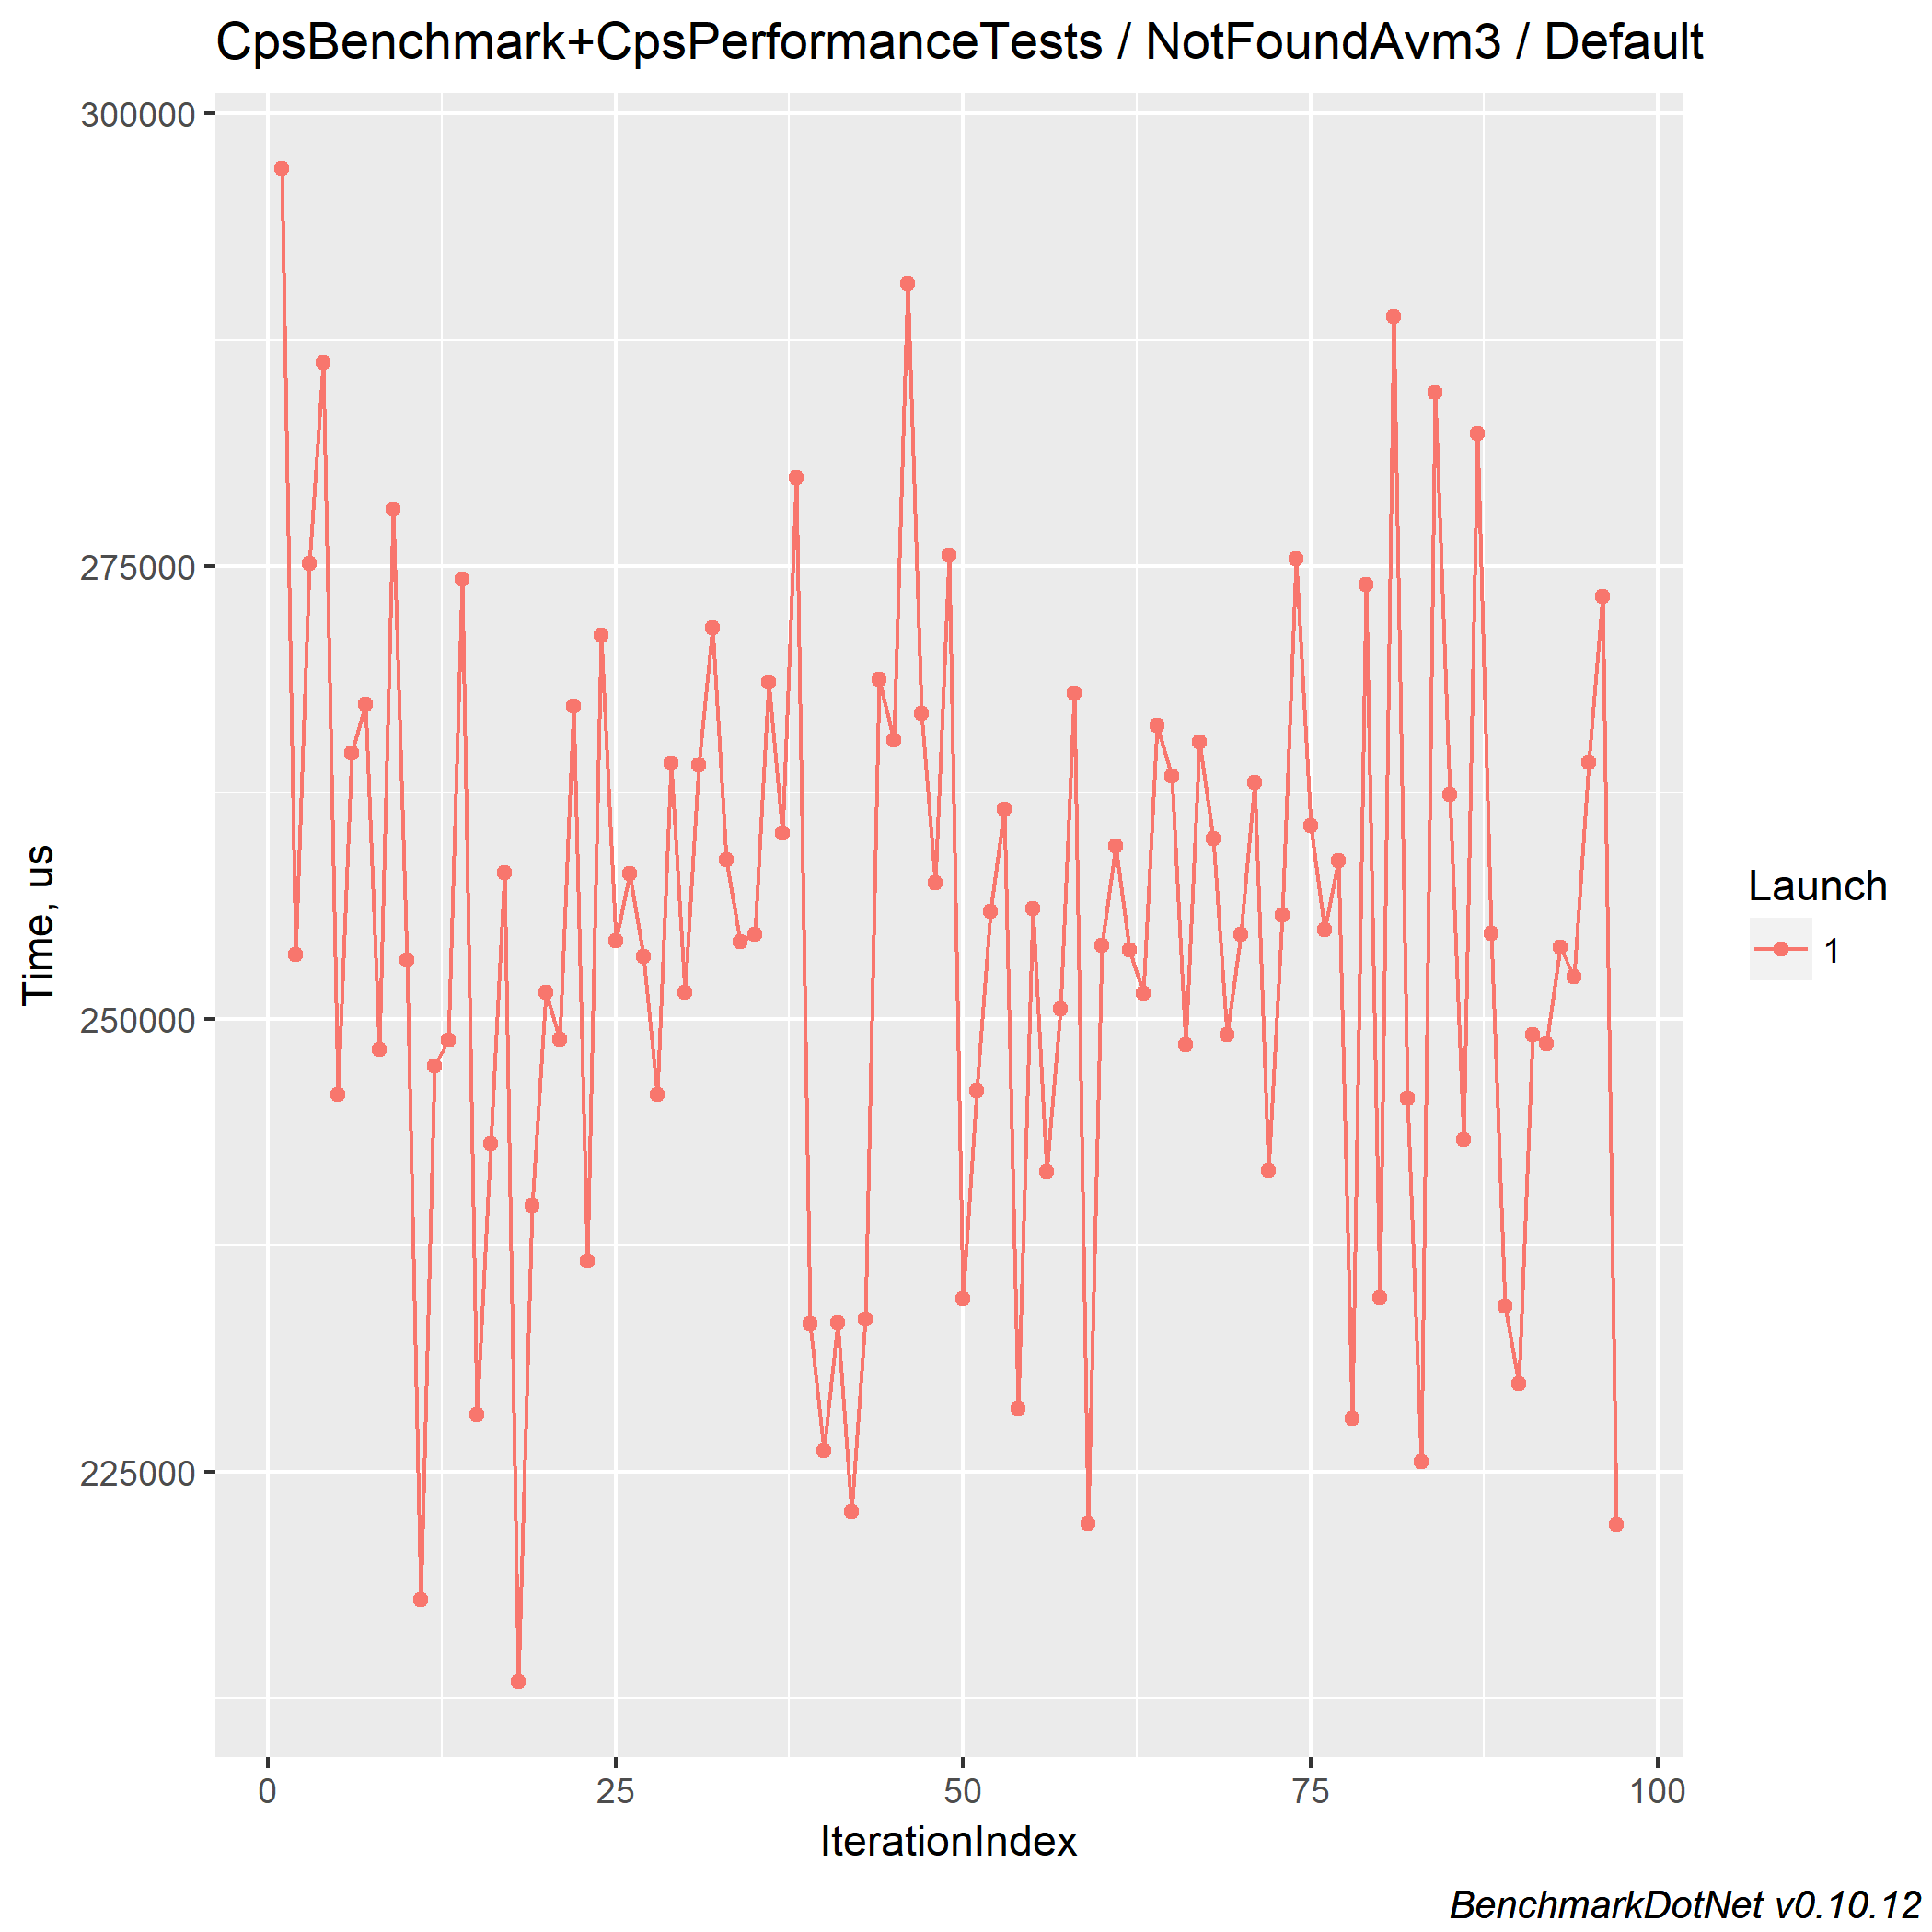 CpsBenchmark+CpsPerformanceTests / NotFoundAvm3 / Default
300000
275000
250000
225000
Time, us
0 25 50 75 100
IterationIndex
Launch
1
BenchmarkDotNet v0.10.12